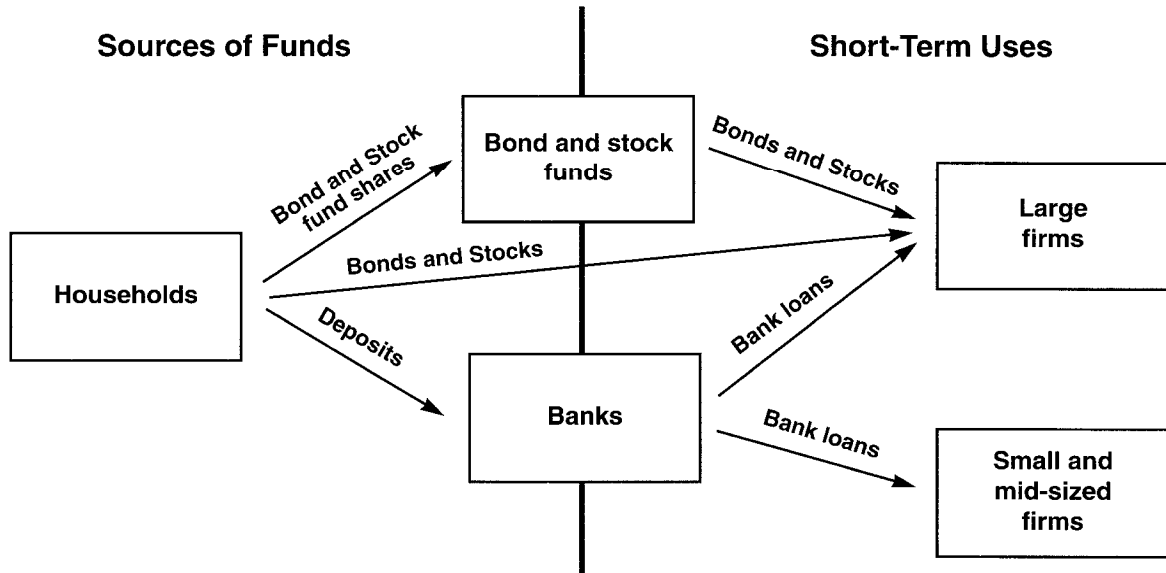 Sources of Funds
Short-Term Uses
Bond and Stock
fund shares
Bond and stock
funds
Bonds and Stocks
Large
firms
Households
Bonds and Stocks
Deposits
Bank loans
Banks
Bank loans
Small and
mid-sized
firms